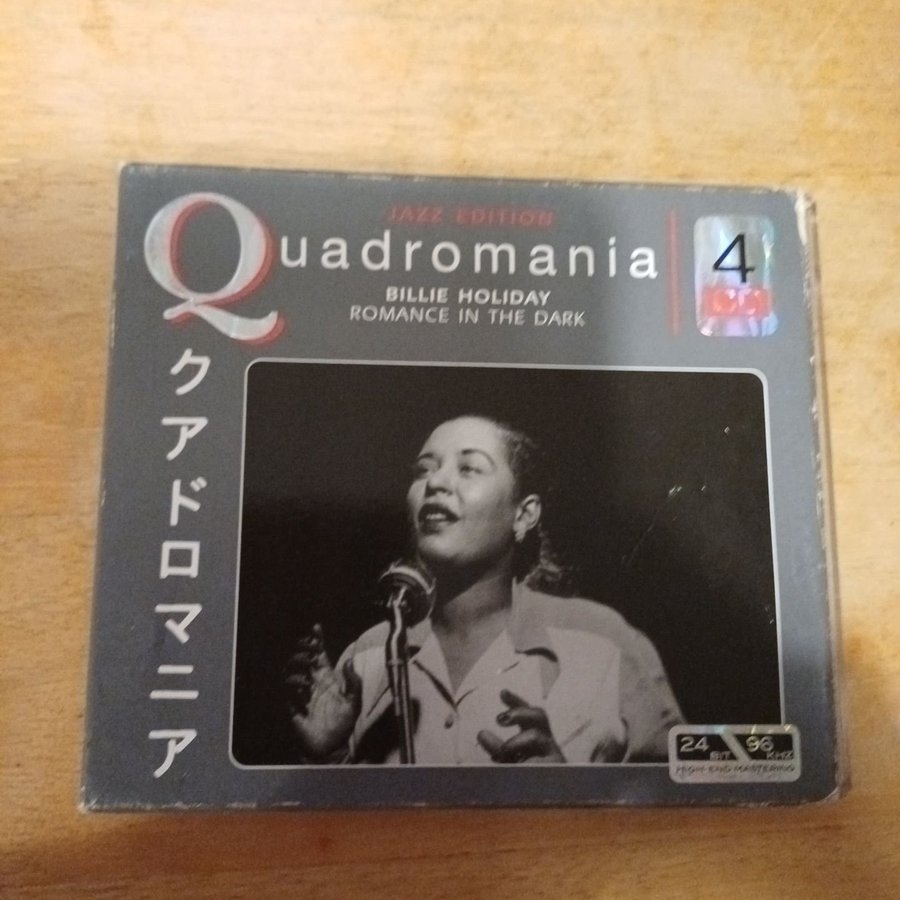 JAZZ EDITION
Quadromania
BILLIE HOLIDAY
ROMANCE IN THE DARK
4
CD
クアドロマニア
24 BIT 96 KHZ
HIGH-END MASTERING